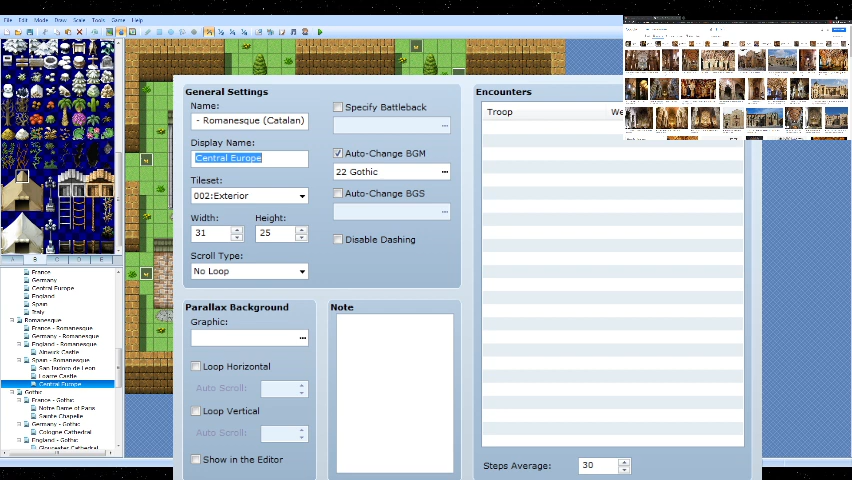 File Edit Mode Draw Scale Tools Game Help
A B C D E
France
Germany
Central Europe
England
Spain
Italy
Romanesque
France - Romanesque
Germany - Romanesque
England - Romanesque
Alnwick Castle
Spain - Romanesque
San Isidoro de Leon
Loarre Castle
Central Europe
Gothic
France - Gothic
Notre Dame of Paris
Sainte Chapelle
Germany - Gothic
Cologne Cathedral
England - Gothic
Gloucester Cathedral
General Settings
Name:
- Romanesque (Catalan)
Display Name:
Central Europe
Tileset:
002:Exterior
Width: Height:
31 25
Scroll Type:
No Loop
Specify Battleback
Auto-Change BGM
22 Gothic
Auto-Change BGS
Disable Dashing
Parallax Background
Graphic:
Loop Horizontal
Auto Scroll:
Loop Vertical
Auto Scroll:
Show in the Editor
Note
Encounters
Troop We
Steps Average: 30